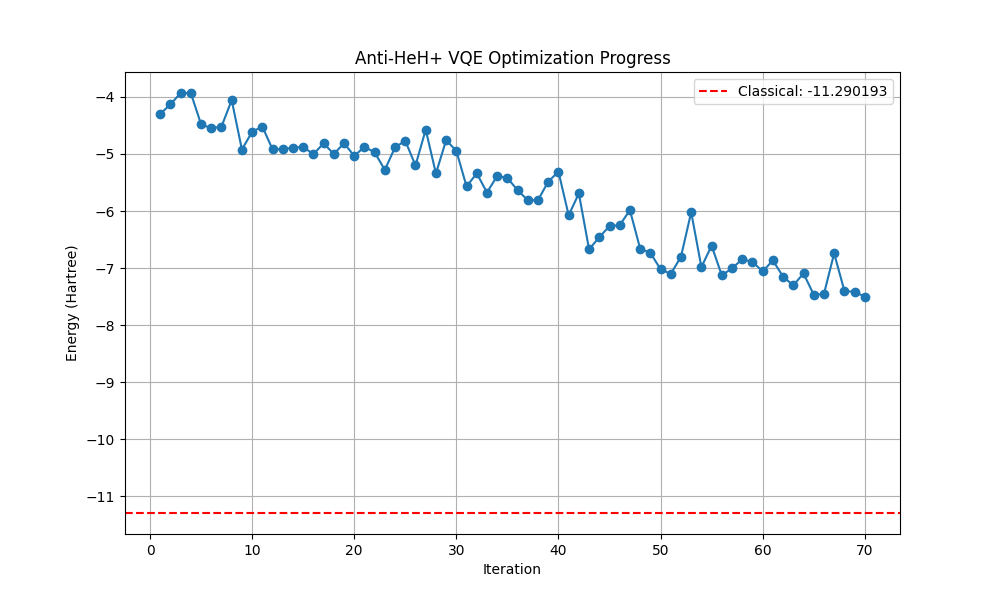 Anti-HeH+ VQE Optimization Progress
Classical: -11.290193
Energy (Hartree)
−4
−5
−6
−7
−8
−9
−10
−11
0 10 20 30 40 50 60 70
Iteration